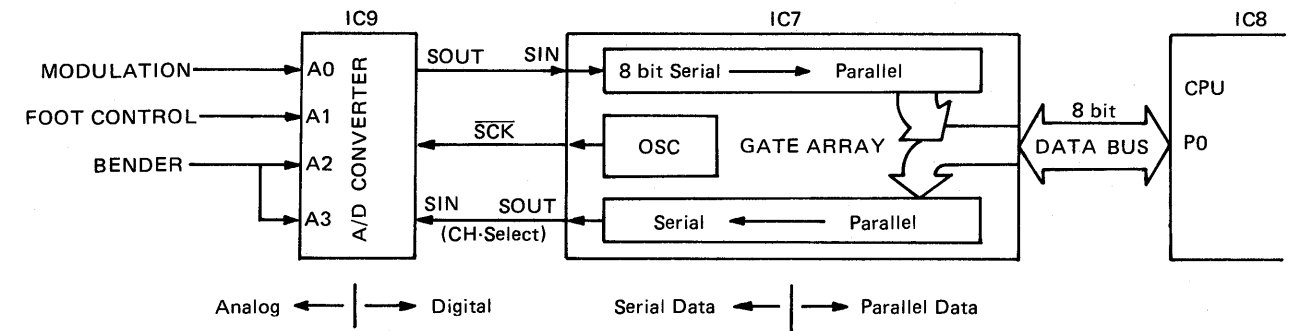 IC9
IC7
IC8
MODULATION
A0
FOOT CONTROL
A1
BENDER
A2
A3
A/D CONVERTER
SOUT
SIN
SCK
SIN
SOUT
(CH·Select)
8 bit Serial
Parallel
OSC
GATE ARRAY
Serial
Parallel
8 bit
DATA BUS
CPU
P0
Analog
Digital
Serial Data
Parallel Data